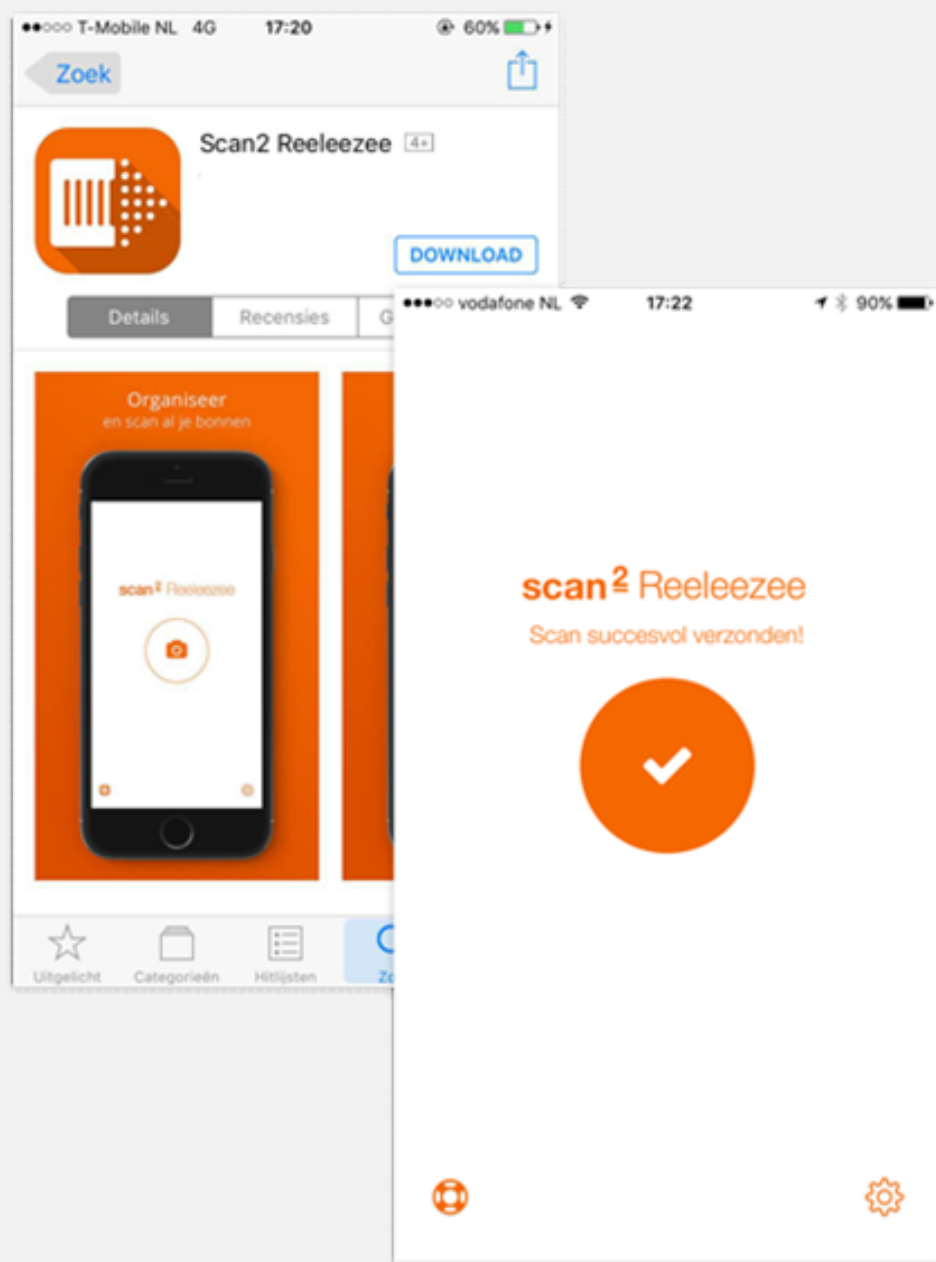 T-Mobile NL 4G 17:20 60%
Zoek
Scan2 Reeleezee 4+
DOWNLOAD
Details Recensies
Organiseer
en scan al je bonnen
scan2 Reeleezee
Uitgelicht Categorieën Hitlijsten
vodafone NL 17:22 90%
scan2 Reeleezee
Scan succesvol verzonden!